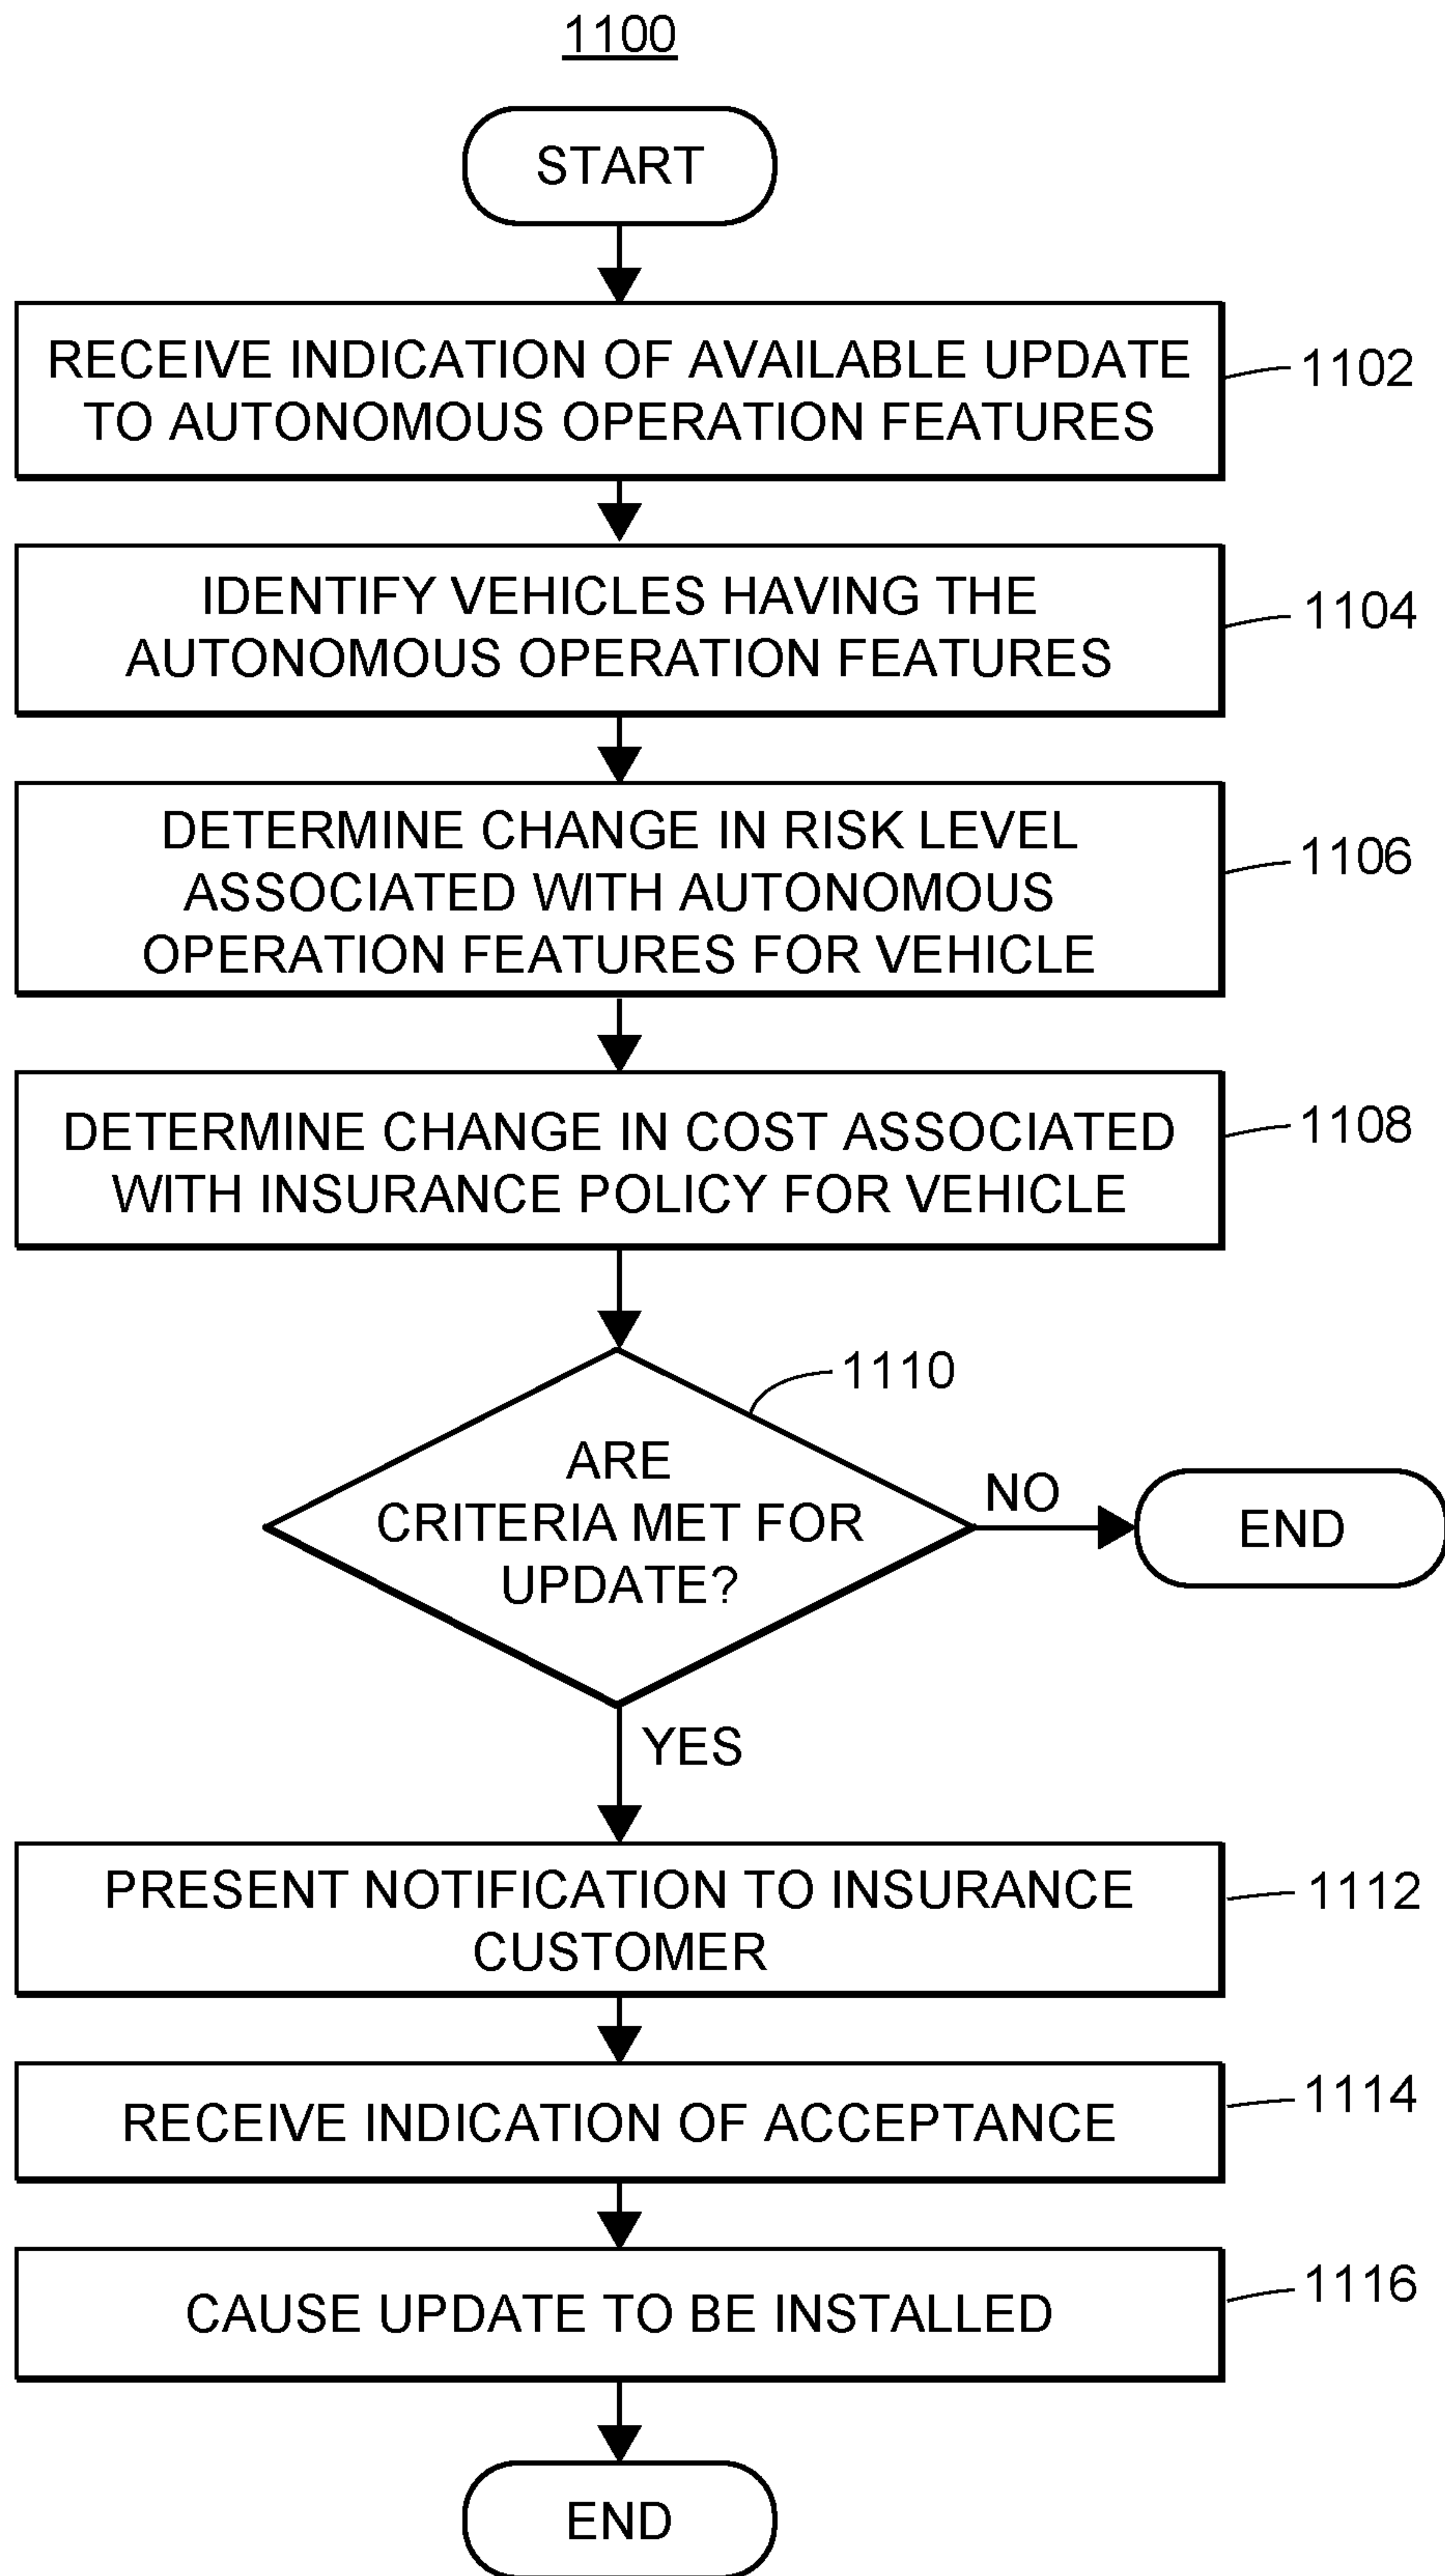 1100
START
RECEIVE INDICATION OF AVAILABLE UPDATE
TO AUTONOMOUS OPERATION FEATURES
1102
IDENTIFY VEHICLES HAVING THE
AUTONOMOUS OPERATION FEATURES
1104
DETERMINE CHANGE IN RISK LEVEL
ASSOCIATED WITH AUTONOMOUS
OPERATION FEATURES FOR VEHICLE
1106
DETERMINE CHANGE IN COST ASSOCIATED
WITH INSURANCE POLICY FOR VEHICLE
1108
1110
ARE
CRITERIA MET FOR
UPDATE?
NO
END
YES
PRESENT NOTIFICATION TO INSURANCE
CUSTOMER
1112
RECEIVE INDICATION OF ACCEPTANCE
1114
CAUSE UPDATE TO BE INSTALLED
1116
END